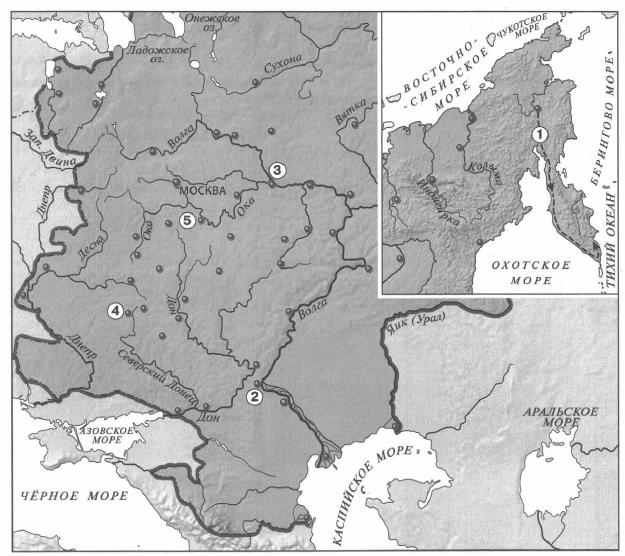 Онежское
оз.
Ладожское
оз.
Сухона
Вятка
Волга
Зап. Двина
Днепр
МОСКВА
3
Ока
5
Ока
Десна
Дон
4
Волга
Днепр
Северский Донец
Дон
2
Яик (Урал)
АЗОВСКОЕ
МОРЕ
ЧЁРНОЕ МОРЕ
КАСПИЙСКОЕ МОРЕ
АРАЛЬСКОЕ
МОРЕ
ЧУКОТСКОЕ
МОРЕ
ВОСТОЧНО-
-СИБИРСКОЕ
МОРЕ
1
Колыма
Индигирка
БЕРИНГОВО МОРЕ
ТИХИЙ ОКЕАН
ОХОТСКОЕ
МОРЕ